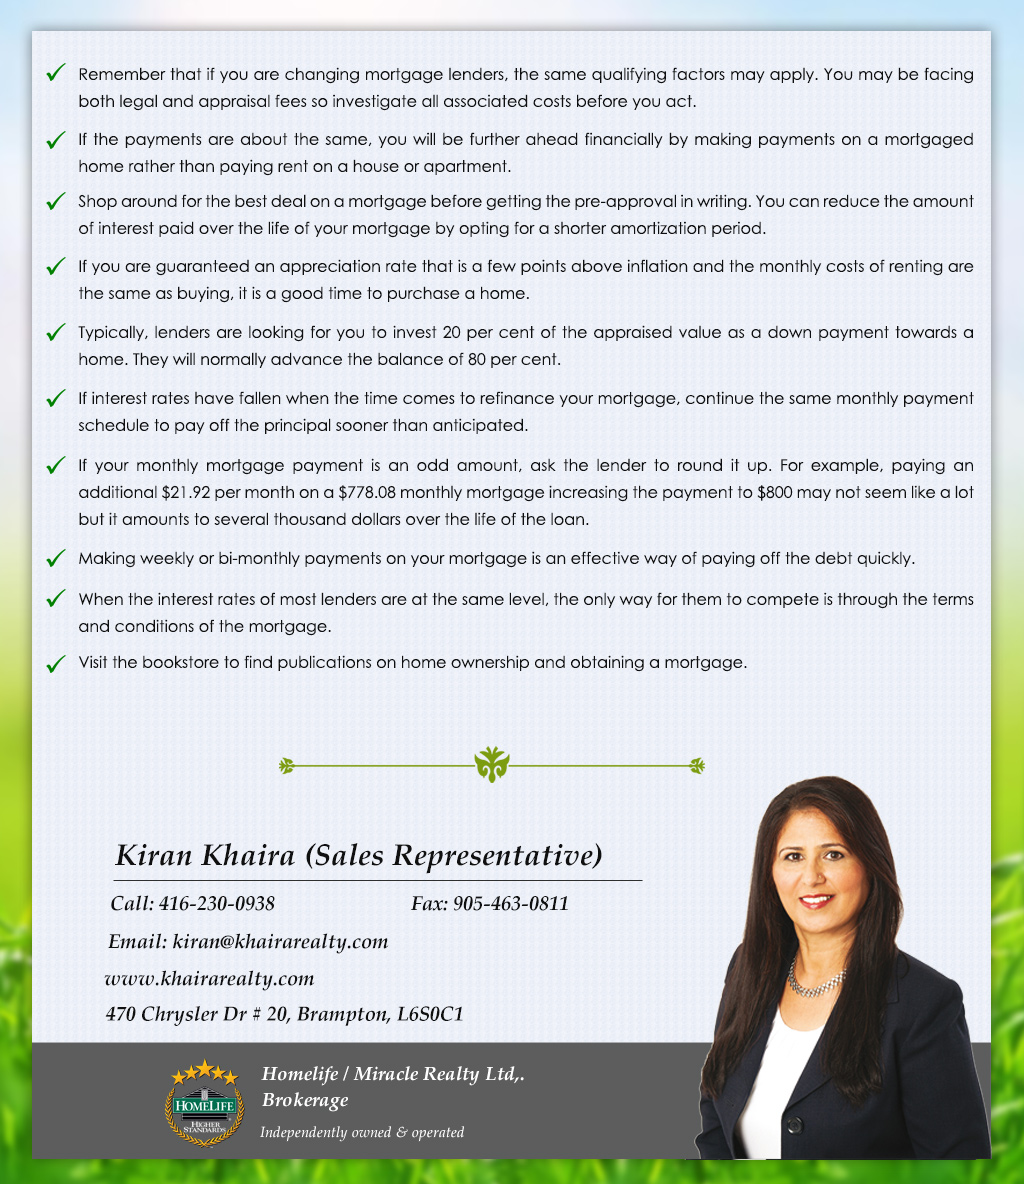 Remember that if you are changing mortgage lenders, the same qualifying factors may apply. You may be facing
both legal and appraisal fees so investigate all associated costs before you act.
If the payments are about the same, you will be further ahead financially by making payments on a mortgaged
home rather than paying rent on a house or apartment.
Shop around for the best deal on a mortgage before getting the pre-approval in writing. You can reduce the amount
of interest paid over the life of your mortgage by opting for a shorter amortization period.
If you are guaranteed an appreciation rate that is a few points above inflation and the monthly costs of renting are
the same as buying, it is a good time to purchase a home.
Typically, lenders are looking for you to invest 20 per cent of the appraised value as a down payment towards a
home. They will normally advance the balance of 80 per cent.
If interest rates have fallen when the time comes to refinance your mortgage, continue the same monthly payment
schedule to pay off the principal sooner than anticipated.
If your monthly mortgage payment is an odd amount, ask the lender to round it up. For example, paying an
additional $21.92 per month on a $778.08 monthly mortgage increasing the payment to $800 may not seem like a lot
but it amounts to several thousand dollars over the life of the loan.
Making weekly or bi-monthly payments on your mortgage is an effective way of paying off the debt quickly.
When the interest rates of most lenders are at the same level, the only way for them to compete is through the terms
and conditions of the mortgage.
Visit the bookstore to find publications on home ownership and obtaining a mortgage.
Kiran Khaira (Sales Representative)
Call: 416-230-0938 Fax: 905-463-0811
Email: kiran@khairarealty.com
www.khairarealty.com
470 Chrysler Dr # 20, Brampton, L6S0C1
Homelife / Miracle Realty Ltd,.
Brokerage
Independently owned & operated
HOMELIFE
HIGHER
STANDARDS